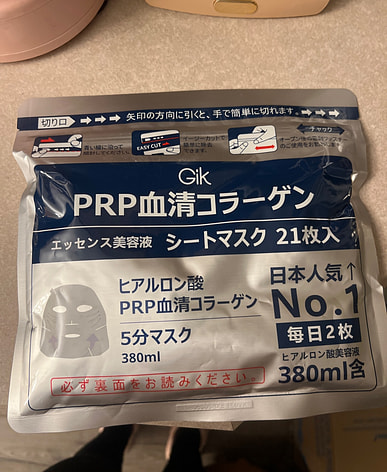 切り口
矢印の方向に引くと、手で簡単に切れます。
チャック
EASY CUT
Gik
PRP血清コラーゲン
エッセンス美容液 シートマスク 21枚入
ヒアルロン酸
PRP血清コラーゲン
5分マスク
380ml
日本人気↑
No.1
毎日2枚
ヒアルロン酸美容液
380ml含
必ず裏面をお読みください。